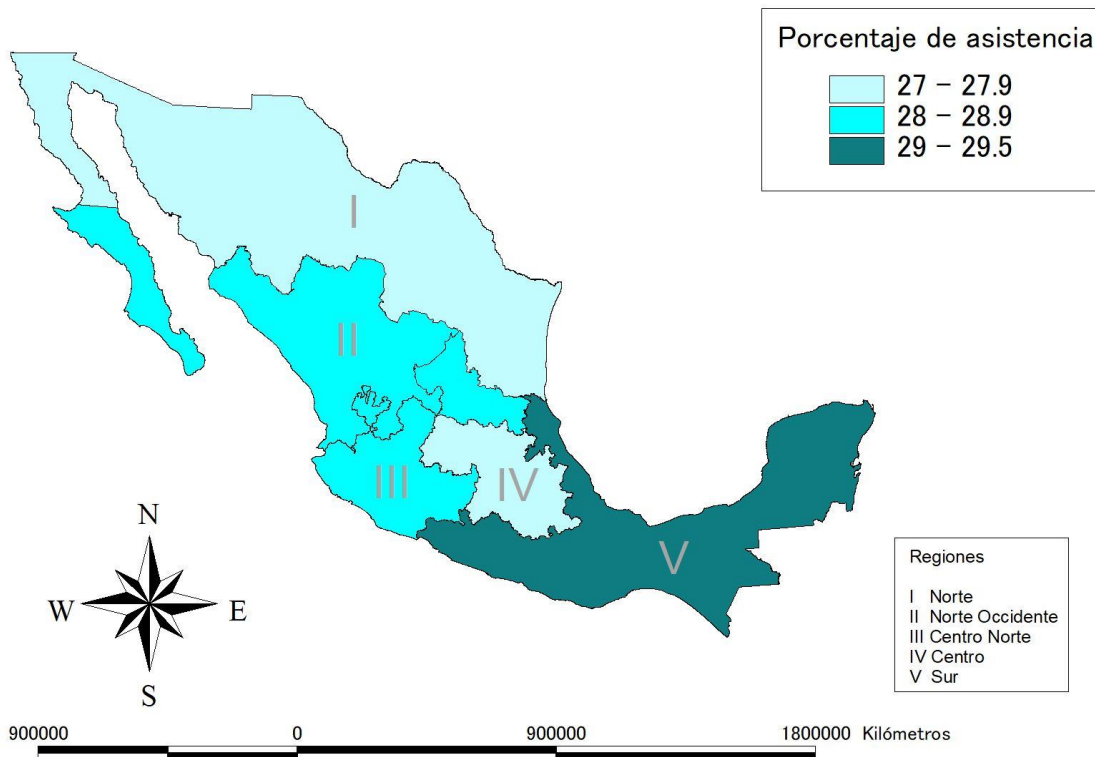 Porcentaje de asistencia
27 - 27.9
28 - 28.9
29 - 29.5
I
II
III
IV
V
N
W E
S
Regiones
I Norte
II Norte Occidente
III Centro Norte
IV Centro
V Sur
900000 0 900000 1800000 Kilómetros